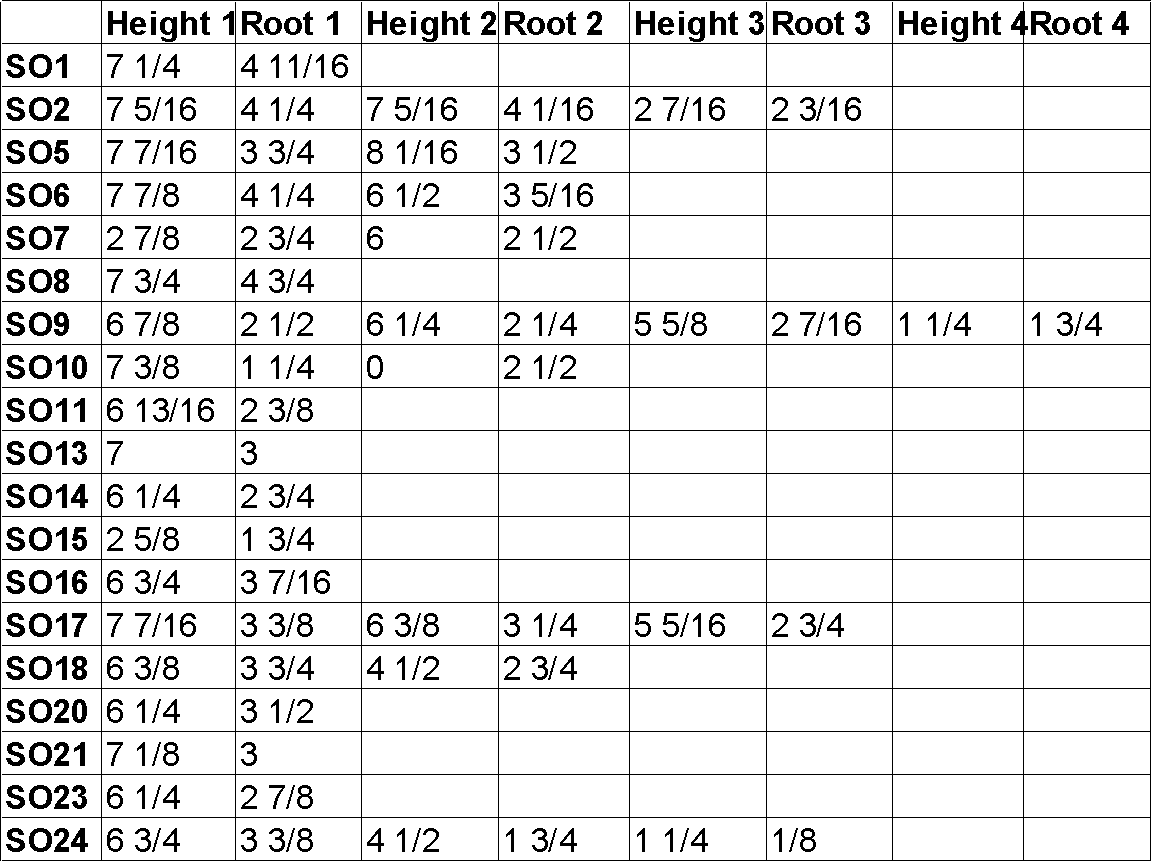 Height 1 Root 1 Height 2 Root 2 Height 3 Root 3 Height 4 Root 4
SO1 7 1/4 4 11/16
SO2 7 5/16 4 1/4 7 5/16 4 1/16 2 7/16 2 3/16
SO5 7 7/16 3 3/4 8 1/16 3 1/2
SO6 7 7/8 4 1/4 6 1/2 3 5/16
SO7 2 7/8 2 3/4 6 2 1/2
SO8 7 3/4 4 3/4
SO9 6 7/8 2 1/2 6 1/4 2 1/4 5 5/8 2 7/16 1 1/4 1 3/4
SO10 7 3/8 1 1/4 0 2 1/2
SO11 6 13/16 2 3/8
SO13 7 3
SO14 6 1/4 2 3/4
SO15 2 5/8 1 3/4
SO16 6 3/4 3 7/16
SO17 7 7/16 3 3/8 6 3/8 3 1/4 5 5/16 2 3/4
SO18 6 3/8 3 3/4 4 1/2 2 3/4
SO20 6 1/4 3 1/2
SO21 7 1/8 3
SO23 6 1/4 2 7/8
SO24 6 3/4 3 3/8 4 1/2 1 3/4 1 1/4 1/8